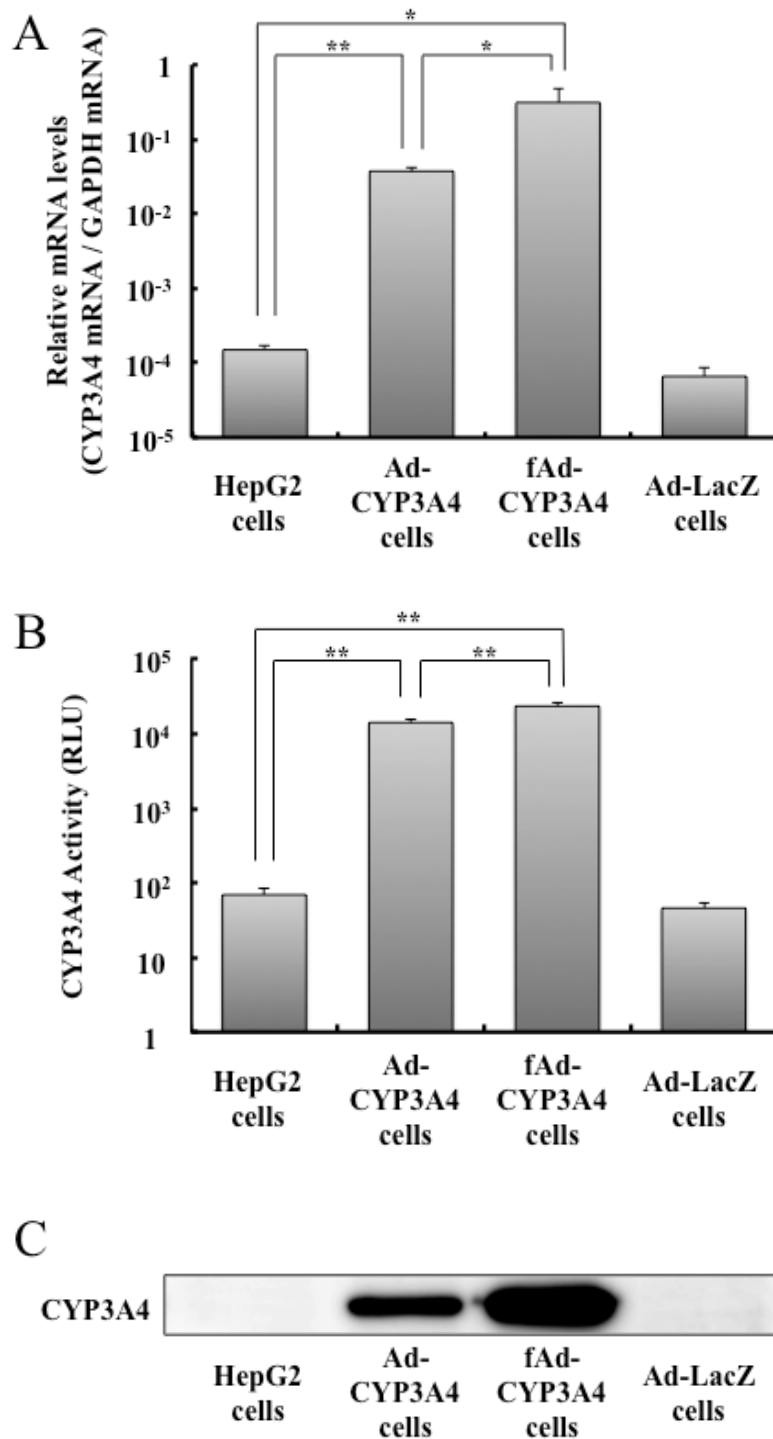 A
*
** *
1
10-1
10-2
10-3
10-4
10-5
Relative mRNA levels
(CYP3A4 mRNA / GAPDH mRNA)
HepG2 cells
Ad-CYP3A4 cells
fAd-CYP3A4 cells
Ad-LacZ cells
B
**
** **
105
104
103
102
10
1
CYP3A4 Activity (RLU)
HepG2 cells
Ad-CYP3A4 cells
fAd-CYP3A4 cells
Ad-LacZ cells
C
CYP3A4
HepG2 cells
Ad-CYP3A4 cells
fAd-CYP3A4 cells
Ad-LacZ cells